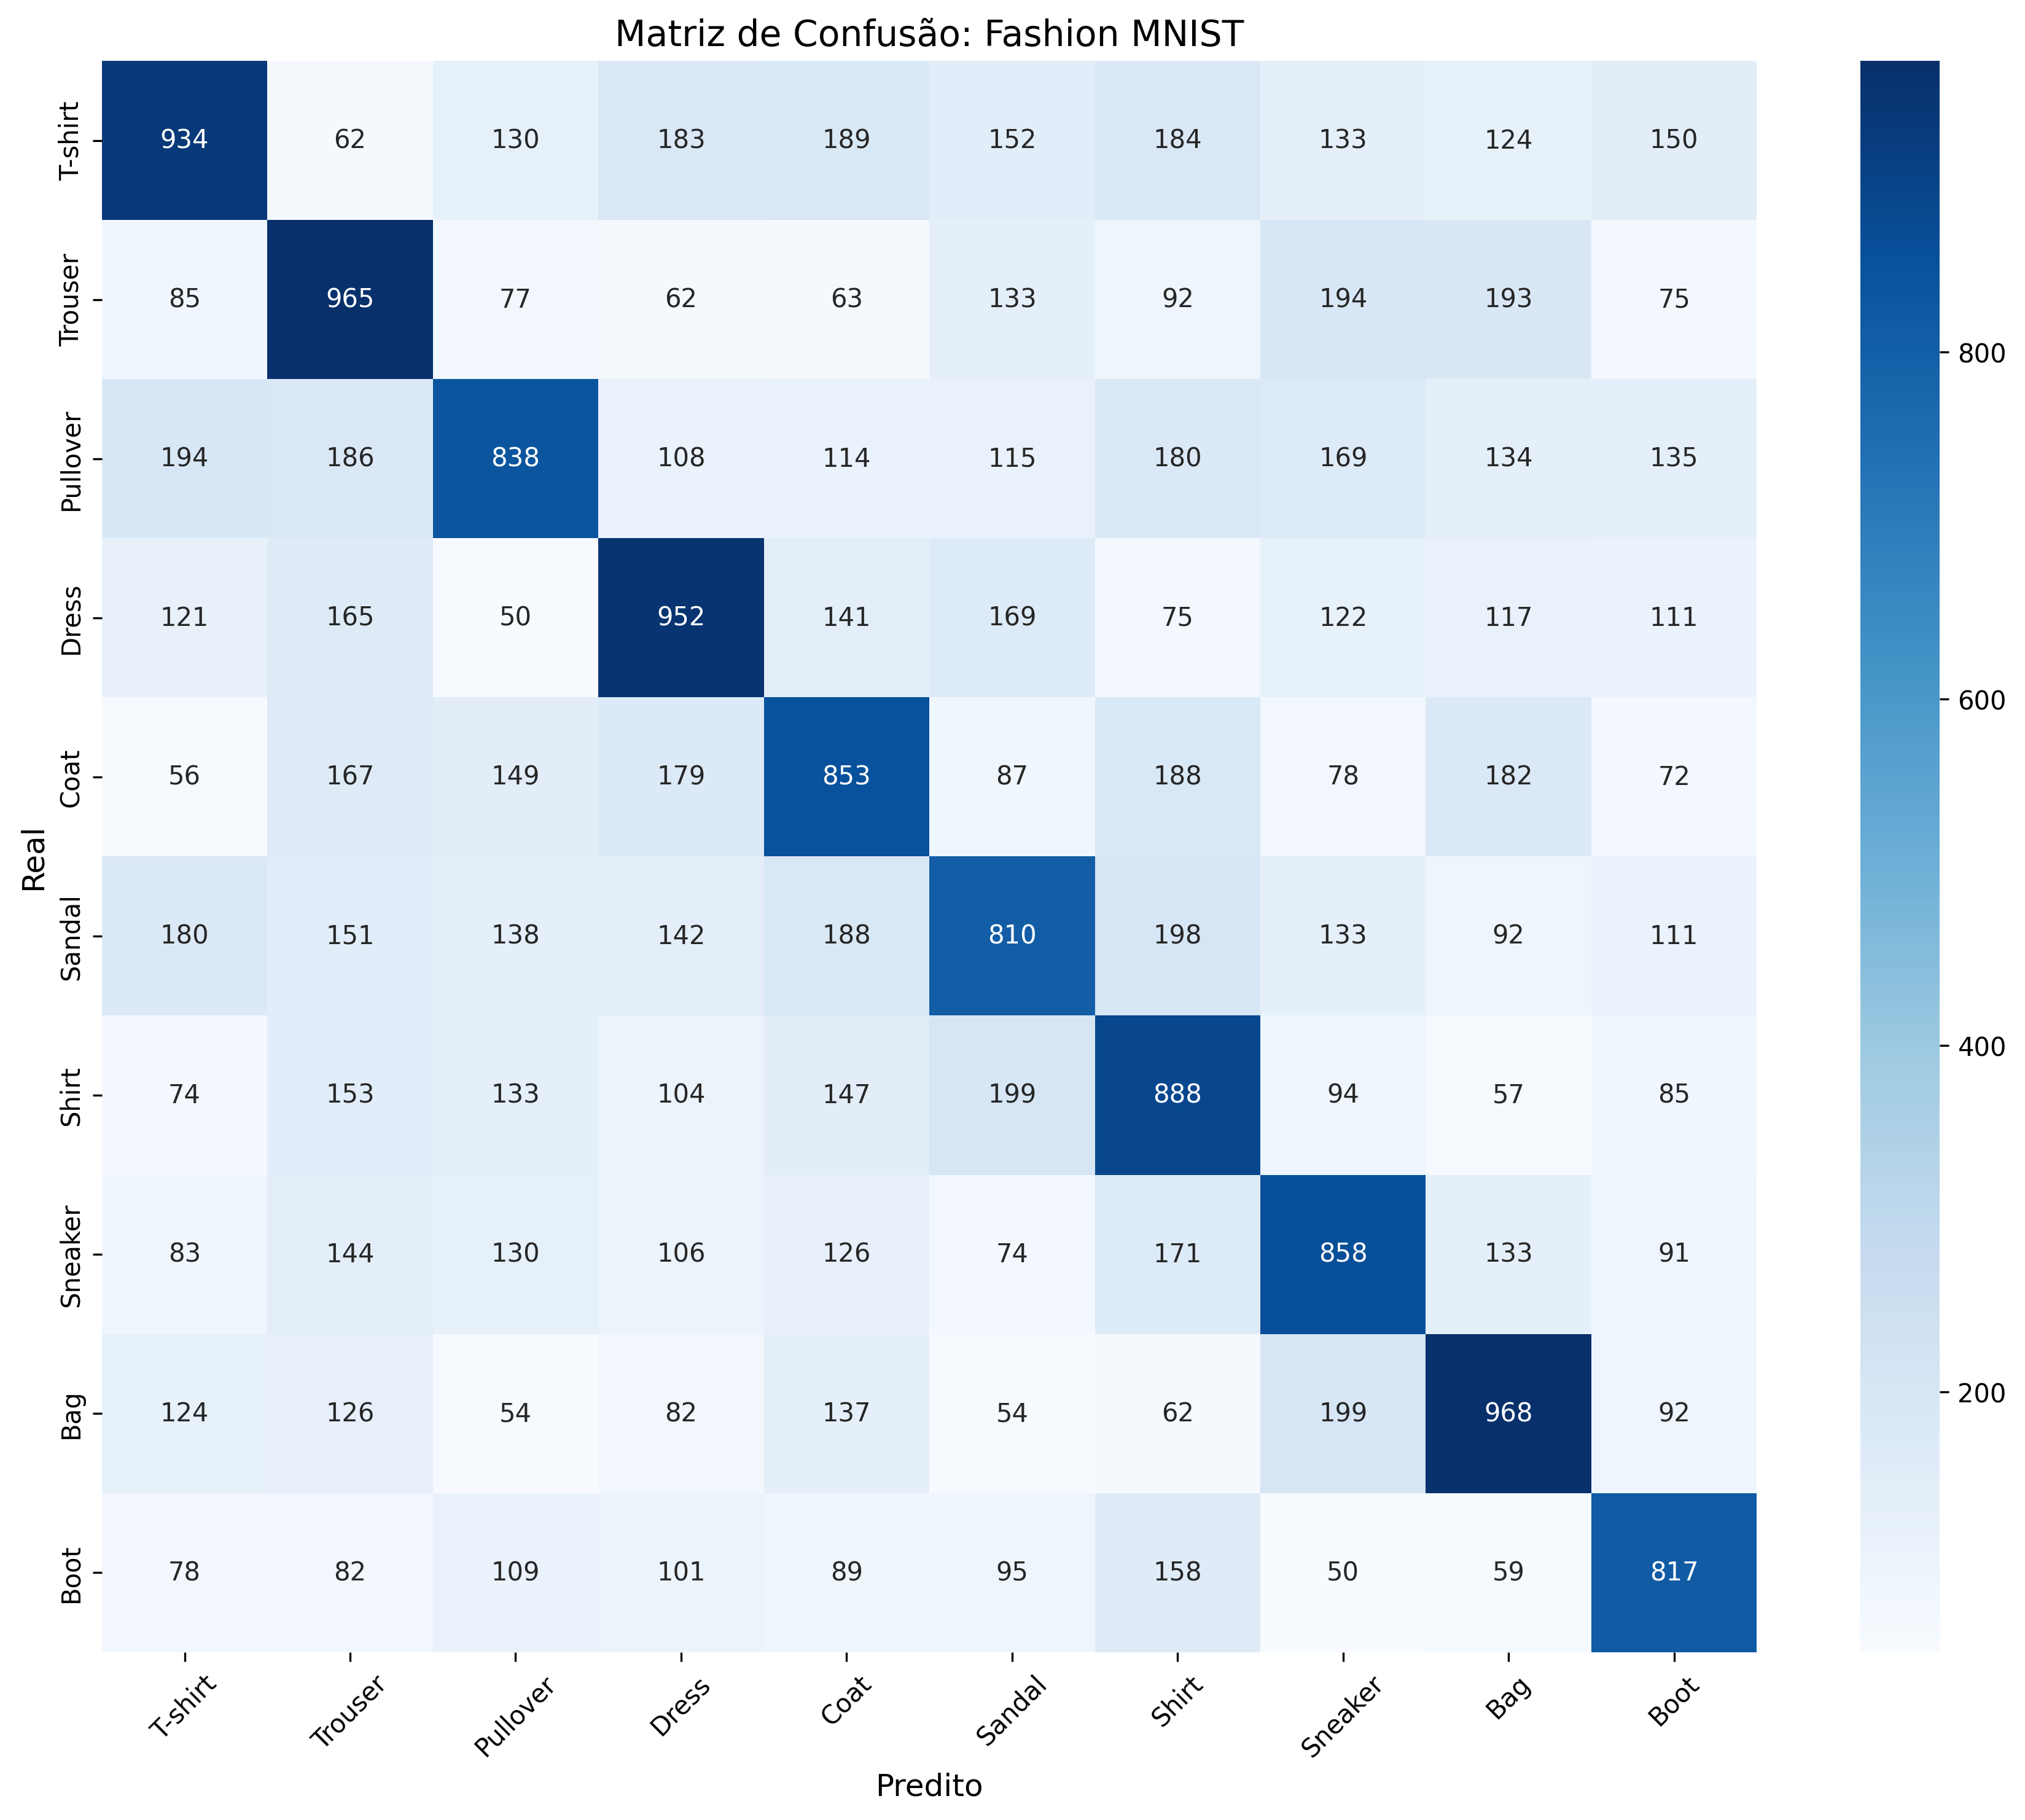 Matriz de Confusão: Fashion MNIST
T-shirt 934 62 130 183 189 152 184 133 124 150
Trouser 85 965 77 62 63 133 92 194 193 75
800
Pullover 194 186 838 108 114 115 180 169 134 135
Dress 121 165 50 952 141 169 75 122 117 111
600
Coat 56 167 149 179 853 87 188 78 182 72
Real
Sandal 180 151 138 142 188 810 198 133 92 111
400
Shirt 74 153 133 104 147 199 888 94 57 85
Sneaker 83 144 130 106 126 74 171 858 133 91
200
Bag 124 126 54 82 137 54 62 199 968 92
Boot 78 82 109 101 89 95 158 50 59 817
T-shirt Trouser Pullover Dress Coat Sandal Shirt Sneaker Bag Boot
Predito